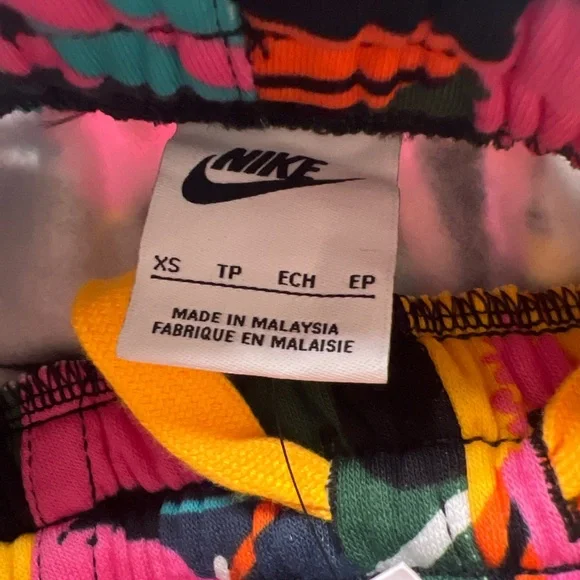 NIKE
XS TP ECH EP
MADE IN MALAYSIA
FABRIQUE EN MALAISIE